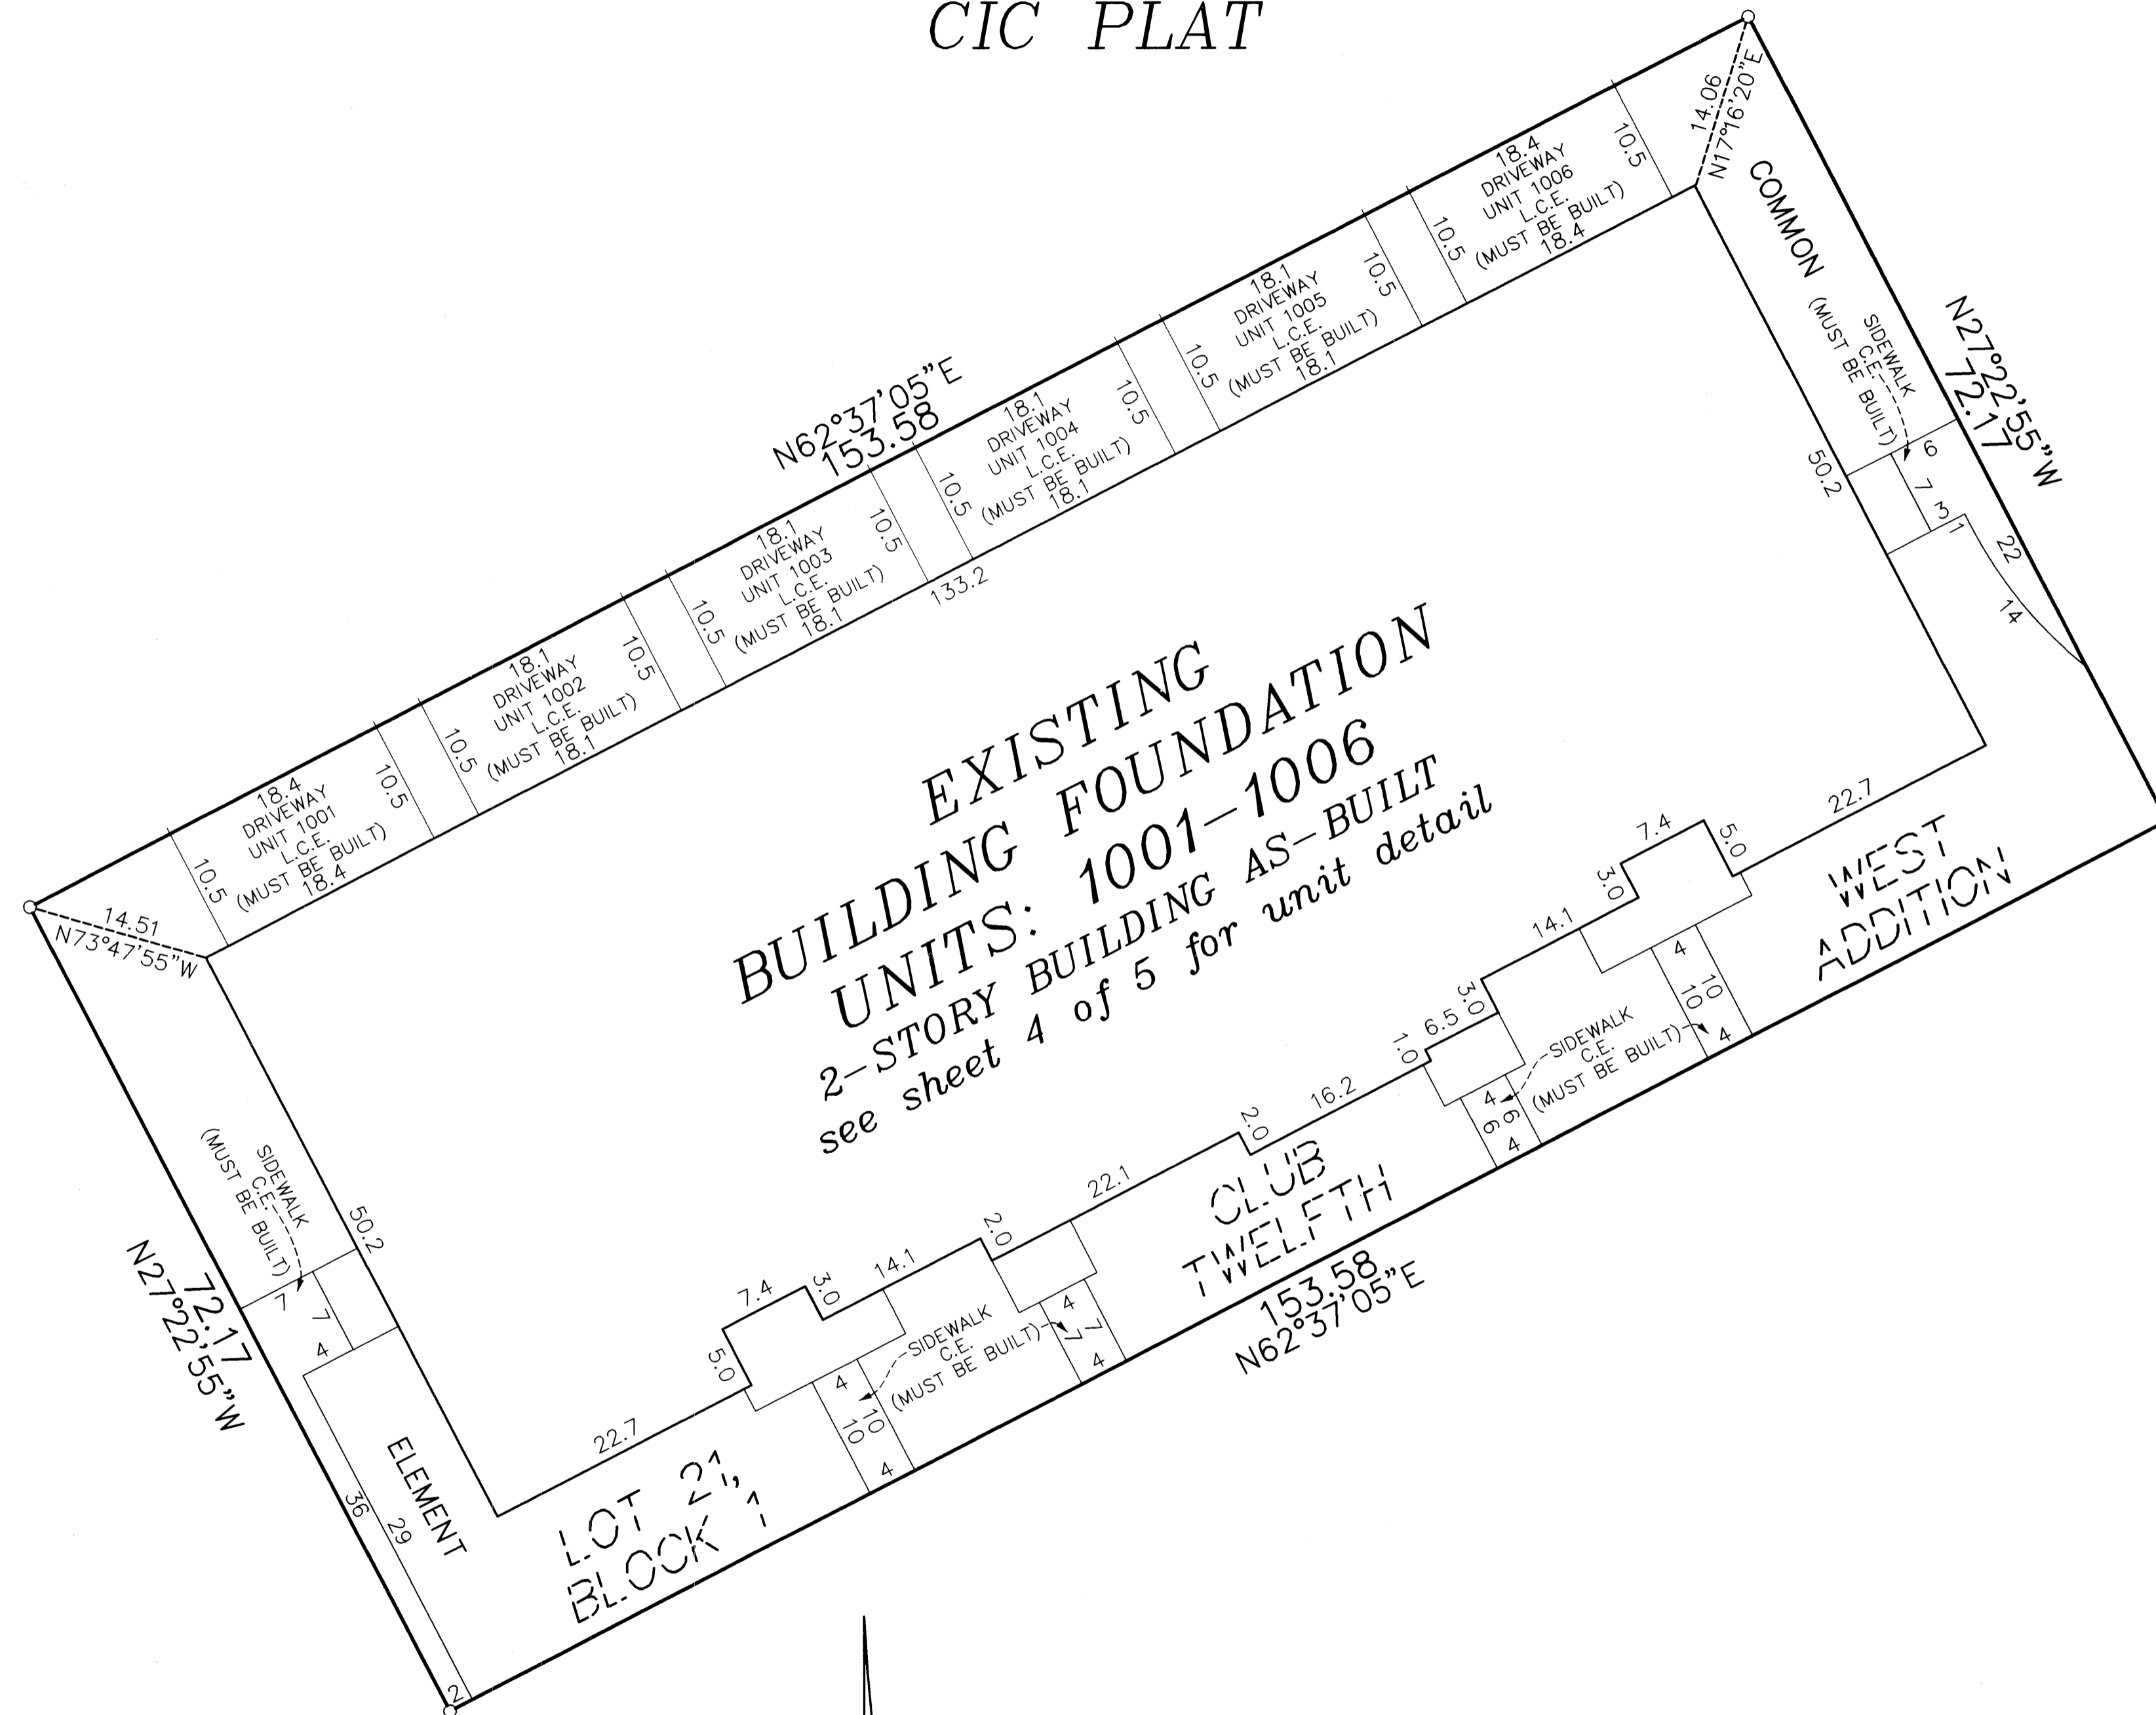 CIC PLAT
14.06
N17°16'20"E
18.4
DRIVEWAY
UNIT 1006
L.C.E.
(MUST BE BUILT)
18.4
10.5
10.5
COMMON
SIDEWALK
C.E.
(MUST BE BUILT)
N27°22'55"W
72.17
18.1
DRIVEWAY
UNIT 1005
L.C.E.
(MUST BE BUILT)
18.1
10.5
10.5
N62°37'05"E
153.58
18.1
DRIVEWAY
UNIT 1004
L.C.E.
(MUST BE BUILT)
18.1
10.5
10.5
50.2
6
7
3
1
22
14
18.1
DRIVEWAY
UNIT 1003
L.C.E.
(MUST BE BUILT)
18.1
10.5
10.5
133.2
18.1
DRIVEWAY
UNIT 1002
L.C.E.
(MUST BE BUILT)
18.1
10.5
10.5
18.4
DRIVEWAY
UNIT 1001
L.C.E.
(MUST BE BUILT)
18.4
10.5
10.5
14.51
N73°47'55"W
EXISTING
BUILDING FOUNDATION
UNITS: 1001-1006
2-STORY BUILDING AS-BUILT
see sheet 4 of 5 for unit detail
22.7
5.0
7.4
3.0
14.1
3.0
6.5
1.0
16.2
2.0
22.1
2.0
14.1
3.0
7.4
5.0
22.7
WEST
ADDITION
4
10
10
4
SIDEWALK
C.E.
(MUST BE BUILT)
4
6
6
4
CLUB
TWELFTH
153.58
N62°37'05"E
4
7
7
4
SIDEWALK
C.E.
(MUST BE BUILT)
4
10
10
4
SIDEWALK
C.E.
(MUST BE BUILT)
50.2
7
7
4
72.17
N27°22'55"W
ELEMENT
36
29
2
LOT 21,
BLOCK 1